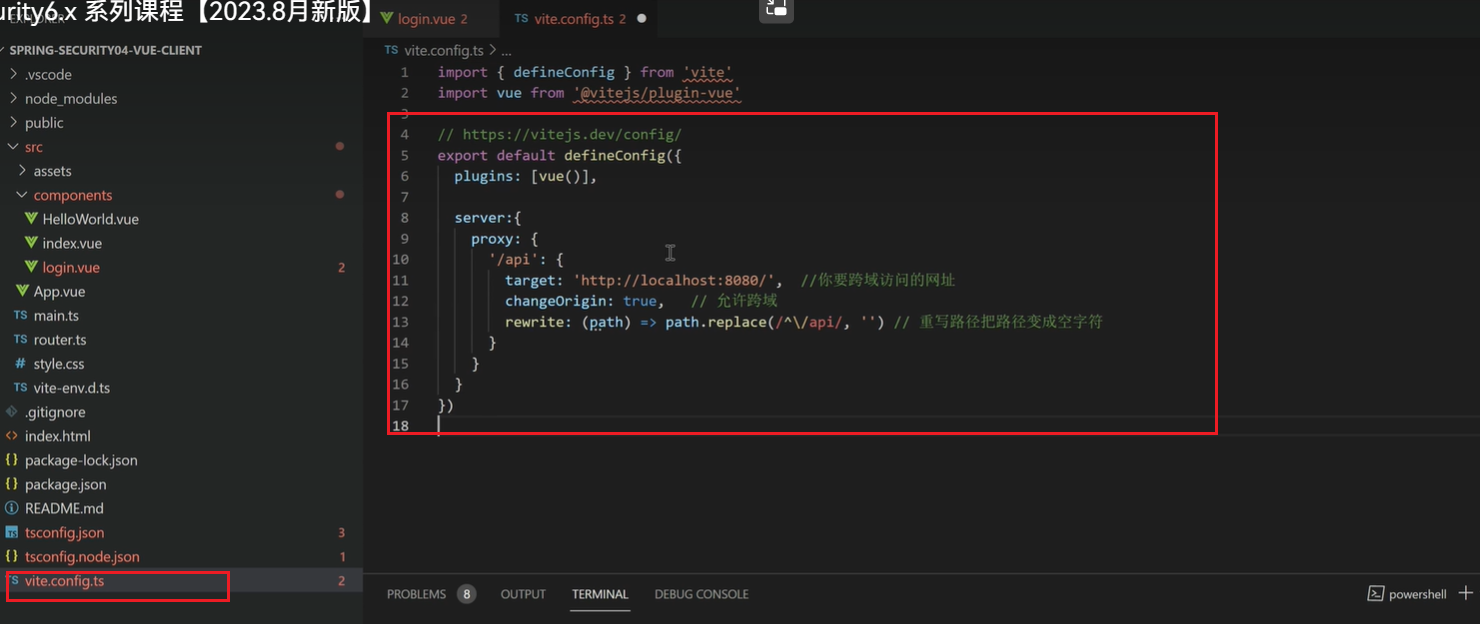 urity6.x 系列课程【2023.8月新版】
login.vue 2
TS vite.config.ts 2
SPRING-SECURITY04-VUE-CLIENT
.vscode
node_modules
public
src
assets
components
HelloWorld.vue
index.vue
login.vue 2
App.vue
TS main.ts
TS router.ts
# style.css
TS vite-env.d.ts
.gitignore
<> index.html
{} package-lock.json
{} package.json
README.md
TS tsconfig.json 3
{} tsconfig.node.json 1
TS vite.config.ts 2
TS vite.config.ts > ...
1 import { defineConfig } from 'vite'
2 import vue from '@vitejs/plugin-vue'
3
4 // https://vitejs.dev/config/
5 export default defineConfig({
6 plugins: [vue()],
7
8 server:{
9 proxy: {
10 '/api': {
11 target: 'http://localhost:8080/', //你要跨域访问的网址
12 changeOrigin: true, // 允许跨域
13 rewrite: (path) => path.replace(/^\/api/, '') // 重写路径把路径变成空字符
14 }
15 }
16 }
17 })
18
PROBLEMS 8 OUTPUT TERMINAL DEBUG CONSOLE
powershell